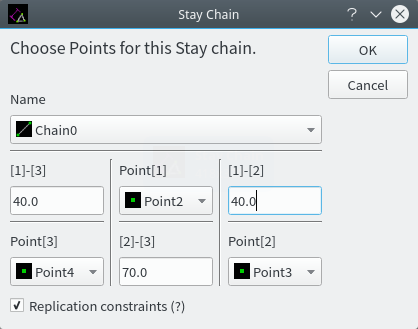 Stay Chain
?
Choose Points for this Stay chain.
OK
Cancel
Name
Chain0
[1]-[3] Point[1] [1]-[2]
40.0 Point2 40.0
Point[3] [2]-[3] Point[2]
Point4 70.0 Point3
Replication constraints (?)